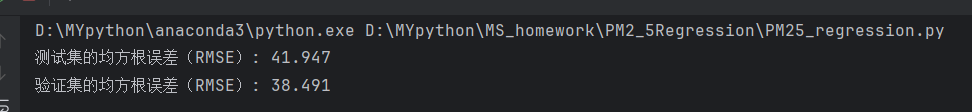 D:\MYpython\anaconda3\python.exe D:\MYpython\MS_homework\PM2_5Regression\PM25_regression.py
测试集的均方根误差（RMSE）: 41.947
验证集的均方根误差（RMSE）: 38.491